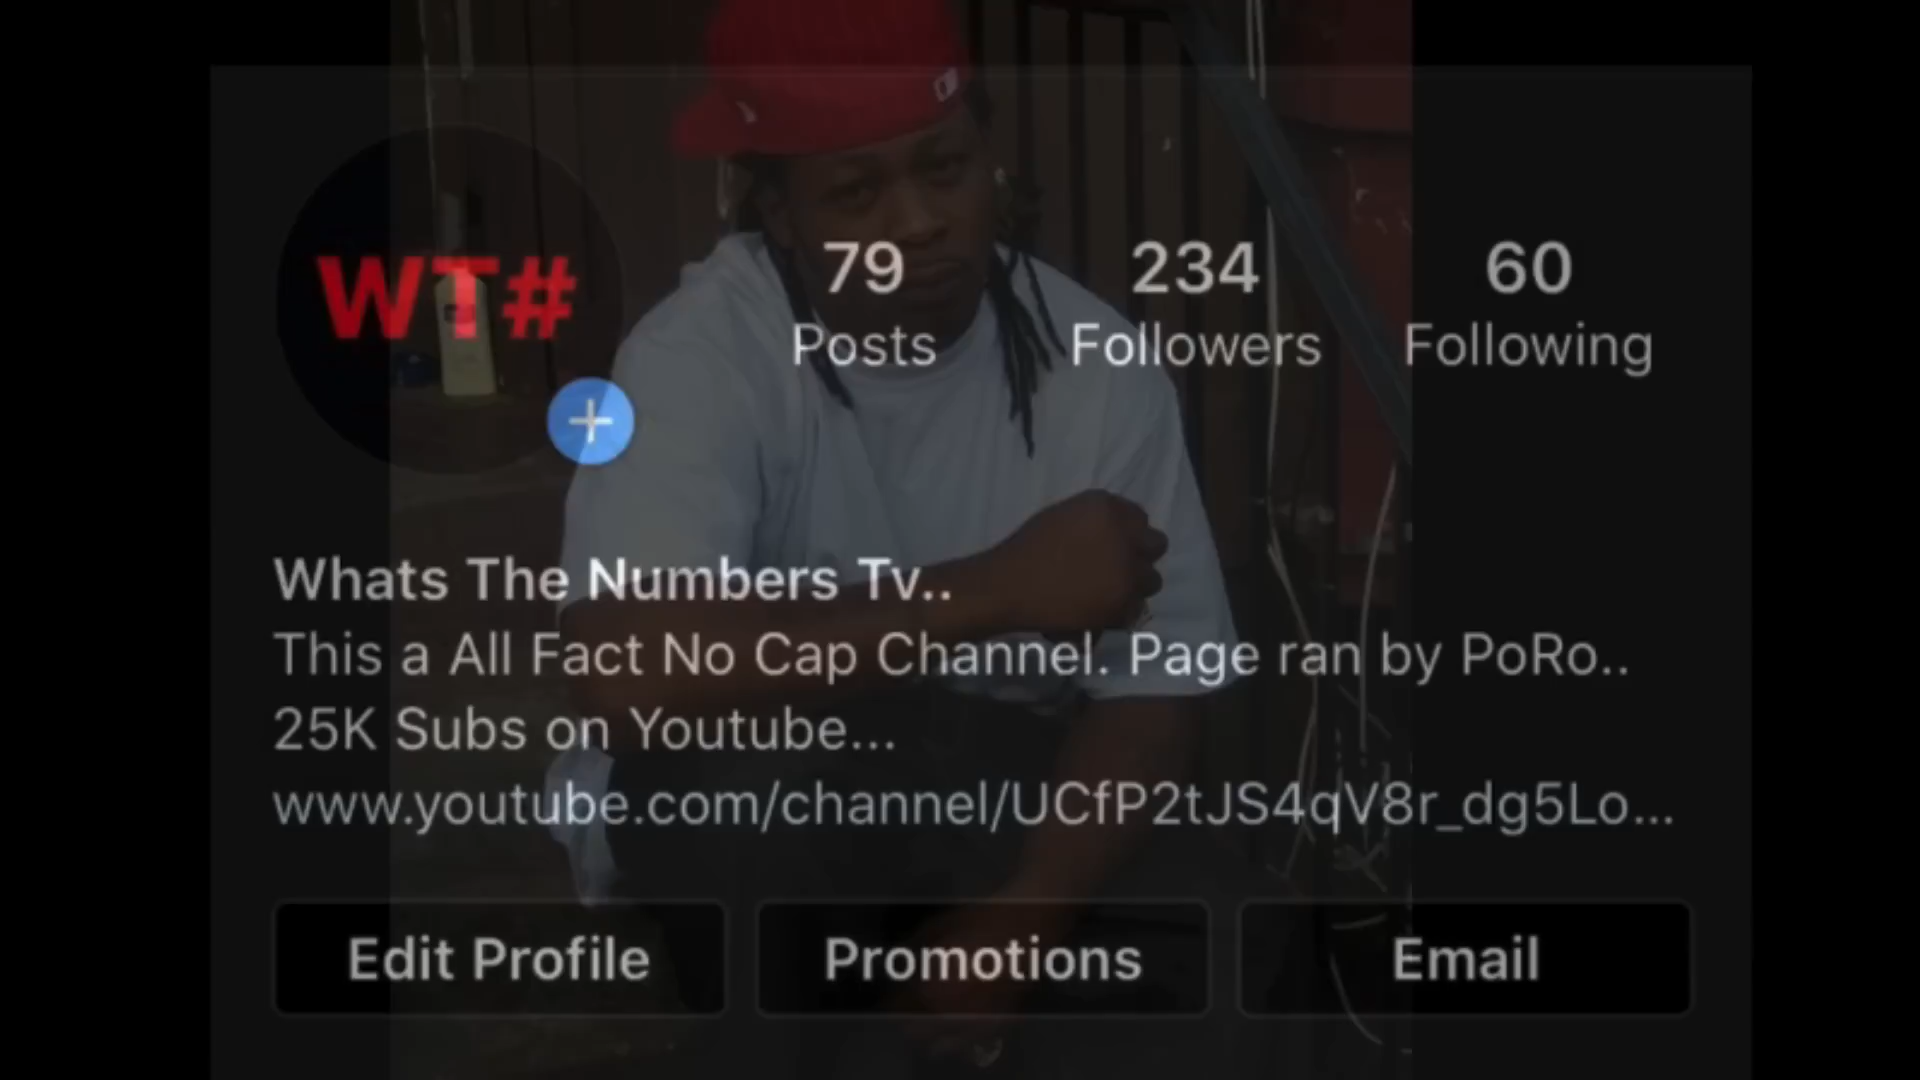 WT#
79
Posts
234
Followers
60
Following
Whats The Numbers Tv..
This a All Fact No Cap Channel. Page ran by PoRo..
25K Subs on Youtube...
www.youtube.com/channel/UCfP2tJS4qV8r_dg5Lo...
Edit Profile
Promotions
Email